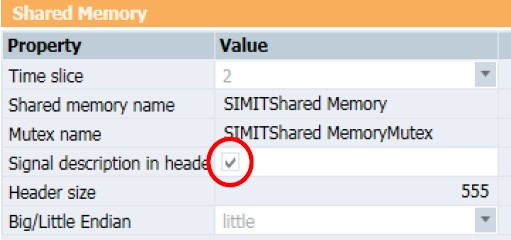 Shared Memory
Property Value
Time slice 2
Shared memory name SIMITShared Memory
Mutex name SIMITShared MemoryMutex
Signal description in heade
Header size 555
Big/Little Endian little